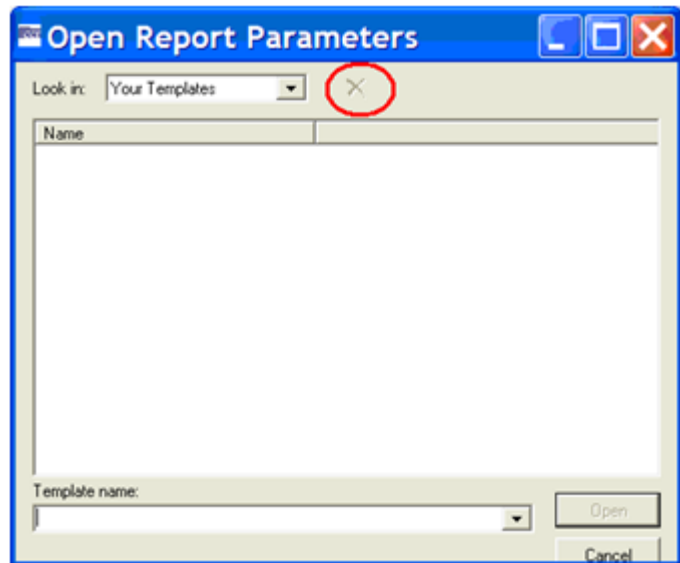 Open Report Parameters
Look in: Your Templates
Name
Template name:
Open
Cancel